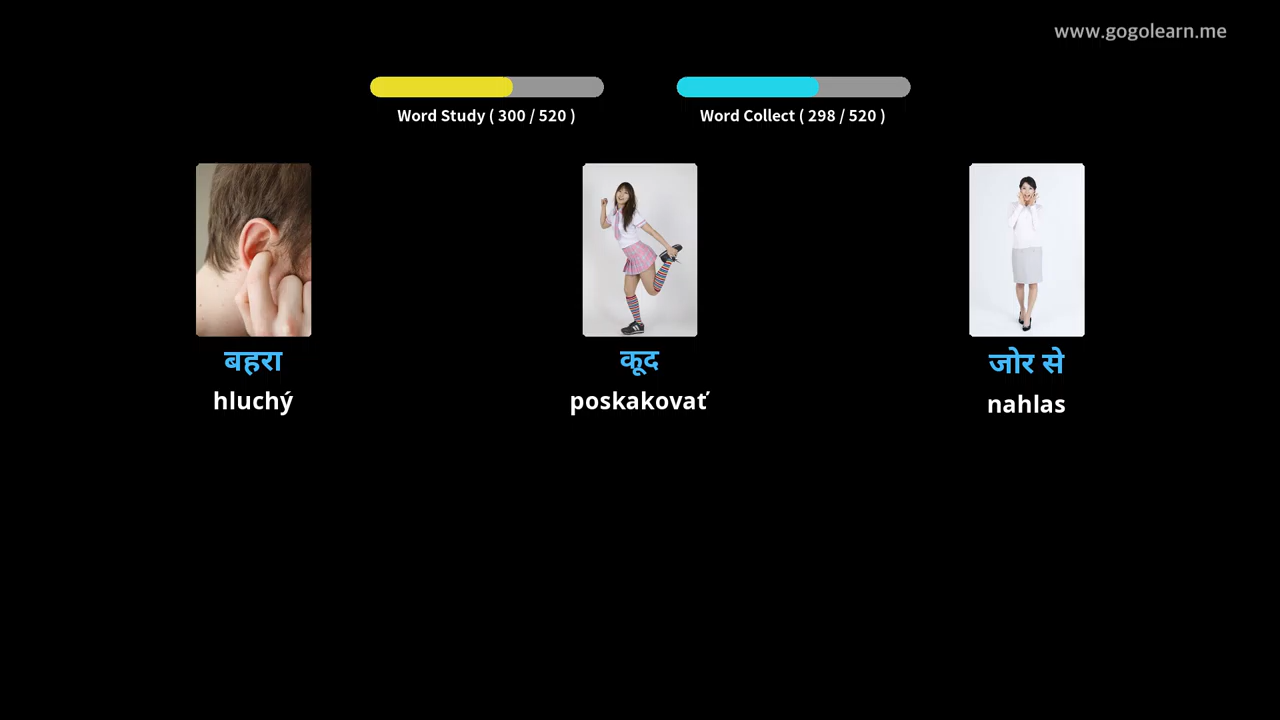 www.gogolearn.me
Word Study ( 300 / 520 )
Word Collect ( 298 / 520 )
बहरा
कूद
जोर से
hluchý
poskakovať
nahlas